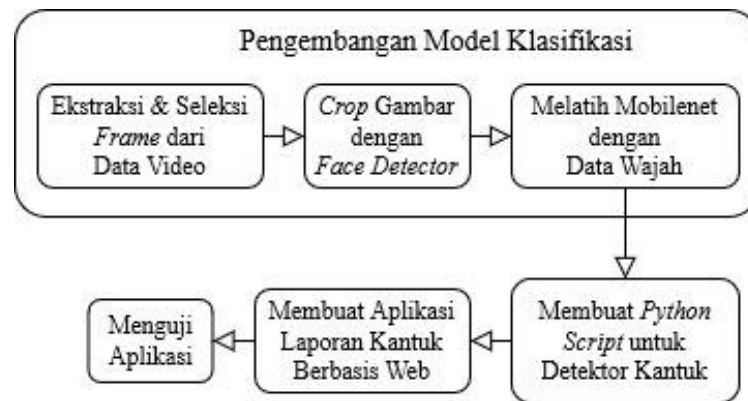 Pengembangan Model Klasifikasi
Ekstraksi & Seleksi
Frame dari
Data Video
Crop Gambar
dengan
Face Detector
Melatih Mobilenet
dengan
Data Wajah
Membuat Python
Script untuk
Detektor Kantuk
Membuat Aplikasi
Laporan Kantuk
Berbasis Web
Menguji
Aplikasi